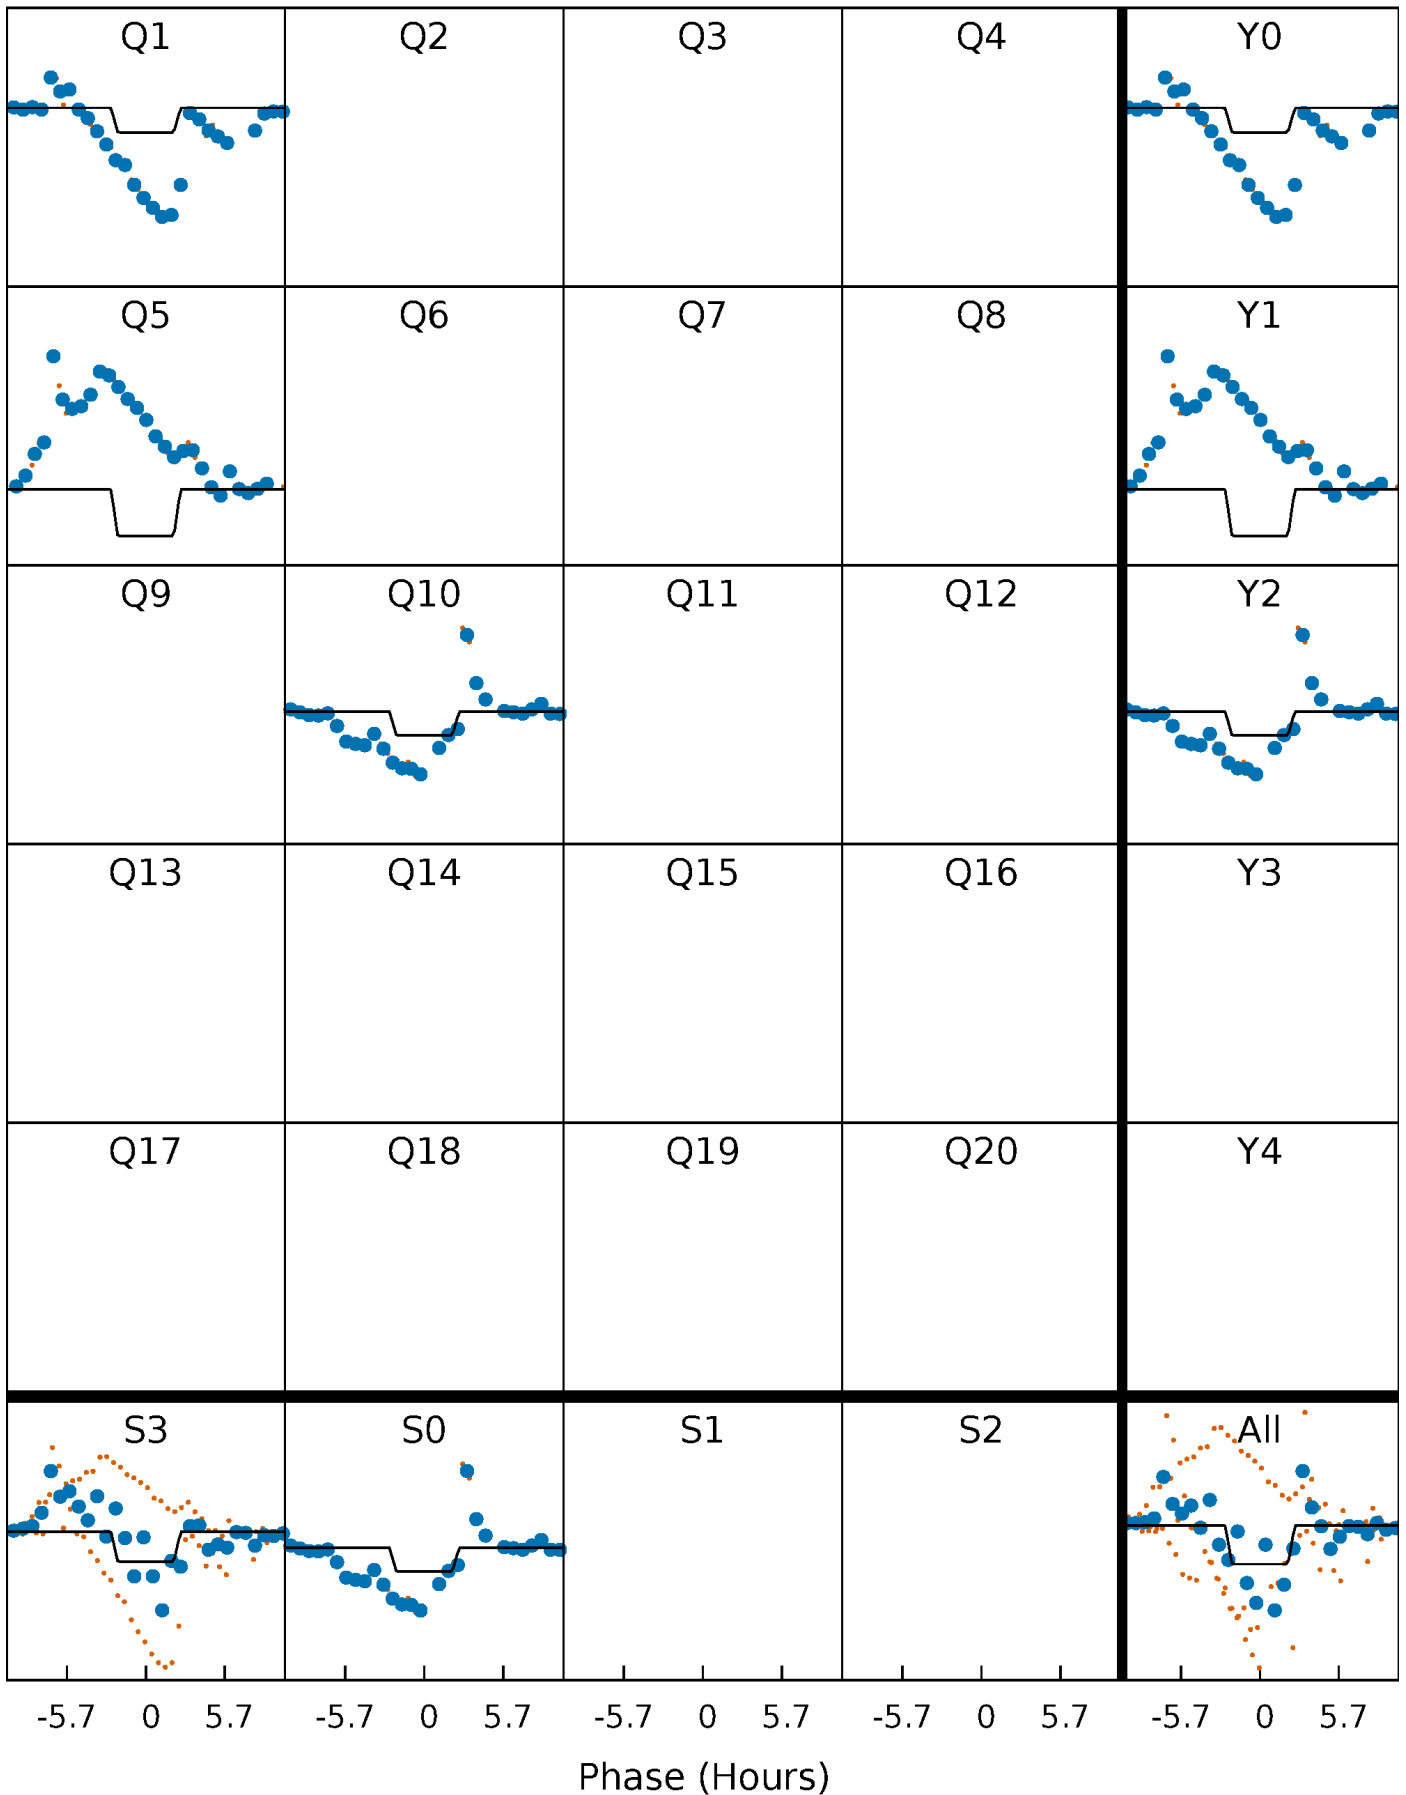 Q1 Q2 Q3 Q4 Y0
Q5 Q6 Q7 Q8 Y1
Q9 Q10 Q11 Q12 Y2
Q13 Q14 Q15 Q16 Y3
Q17 Q18 Q19 Q20 Y4
S3 S0 S1 S2 All
-5.7 0 5.7 -5.7 0 5.7 -5.7 0 5.7 -5.7 0 5.7 -5.7 0 5.7
Phase (Hours)